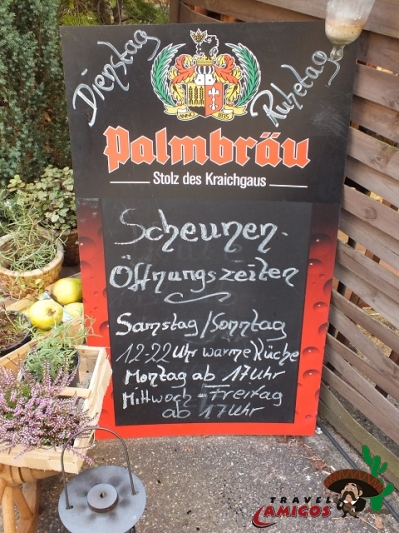 Dienstag Ruhetag
Palmbräu
Stolz des Kraichgaus
Scheunen-
Öffnungszeiten
Samstag/Sonntag
12-22 Uhr warme Küche
Montag ab 17 Uhr
Mittwoch - Freitag
ab 17 Uhr
TRAVEL
AMIGOS